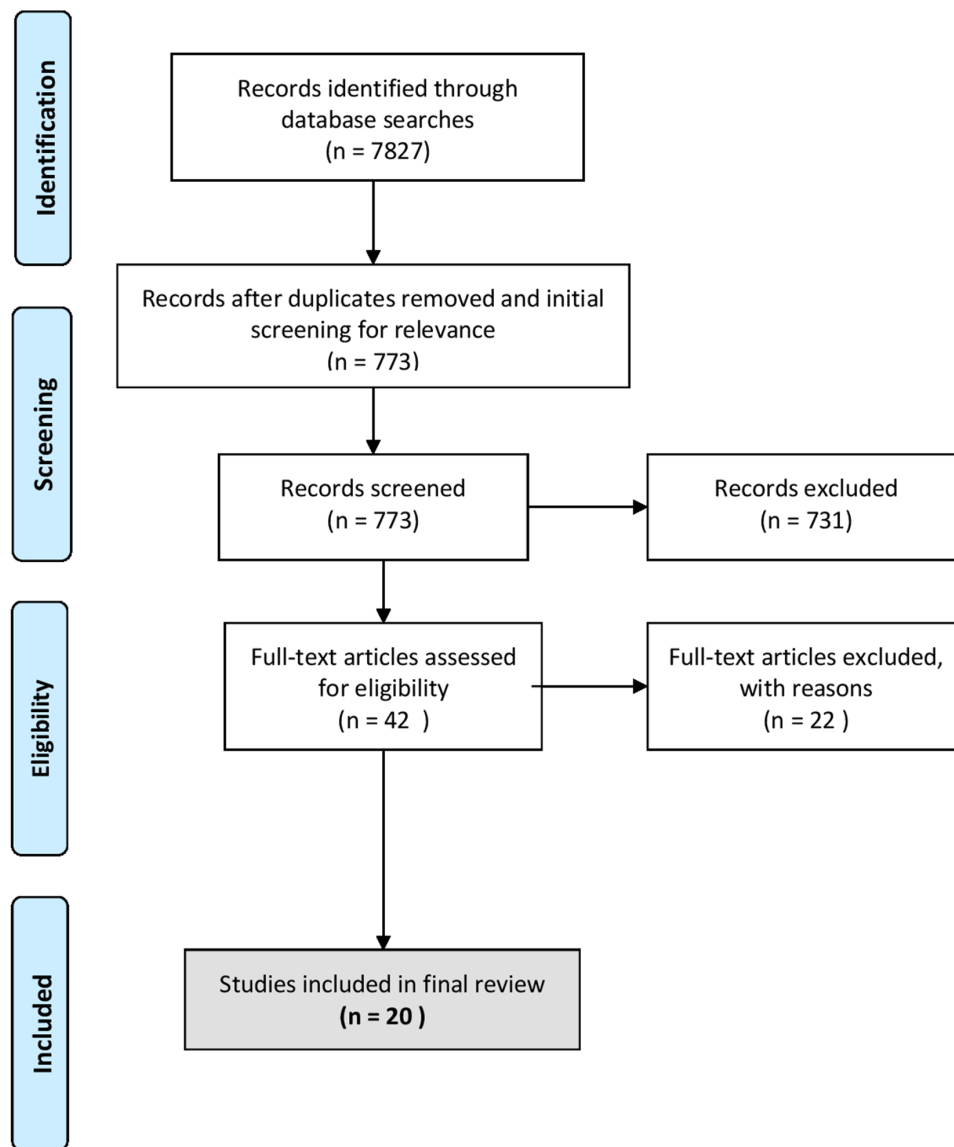 Identification
Records identified through
database searches
(n = 7827)
Records after duplicates removed and initial
screening for relevance
(n = 773)
Screening
Records screened
(n = 773)
Records excluded
(n = 731)
Eligibility
Full-text articles assessed
for eligibility
(n = 42  )
Full-text articles excluded,
with reasons
(n = 22 )
Included
Studies included in final review
(n = 20 )